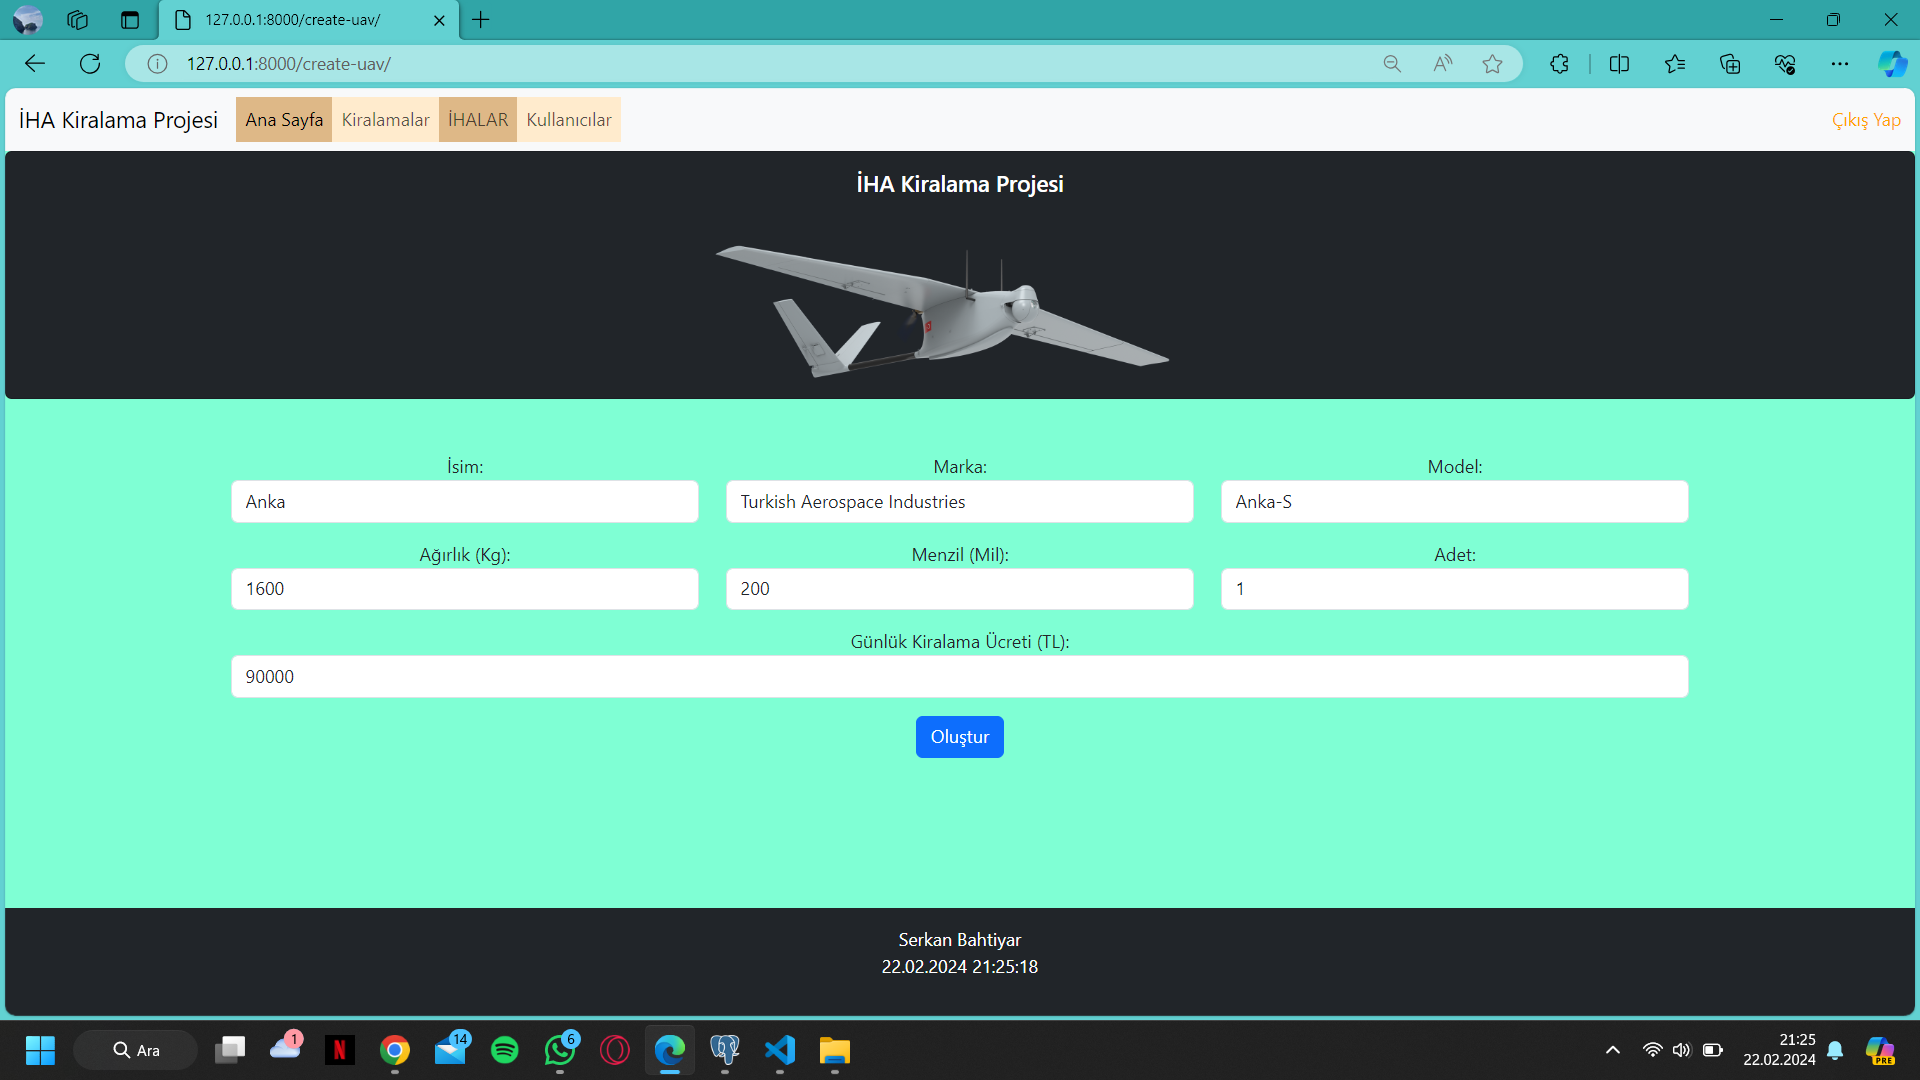 127.0.0.1:8000/create-uav/
127.0.0.1:8000/create-uav/
İHA Kiralama Projesi Ana Sayfa Kiralamalar İHALAR Kullanıcılar Çıkış Yap
İHA Kiralama Projesi
İsim: Marka: Model:
Anka Turkish Aerospace Industries Anka-S
Ağırlık (Kg): Menzil (Mil): Adet:
1600 200 1
Günlük Kiralama Ücreti (TL):
90000
Oluştur
Serkan Bahtiyar
22.02.2024 21:25:18
Ara 1 N 14 6 21:25
22.02.2024 PRE